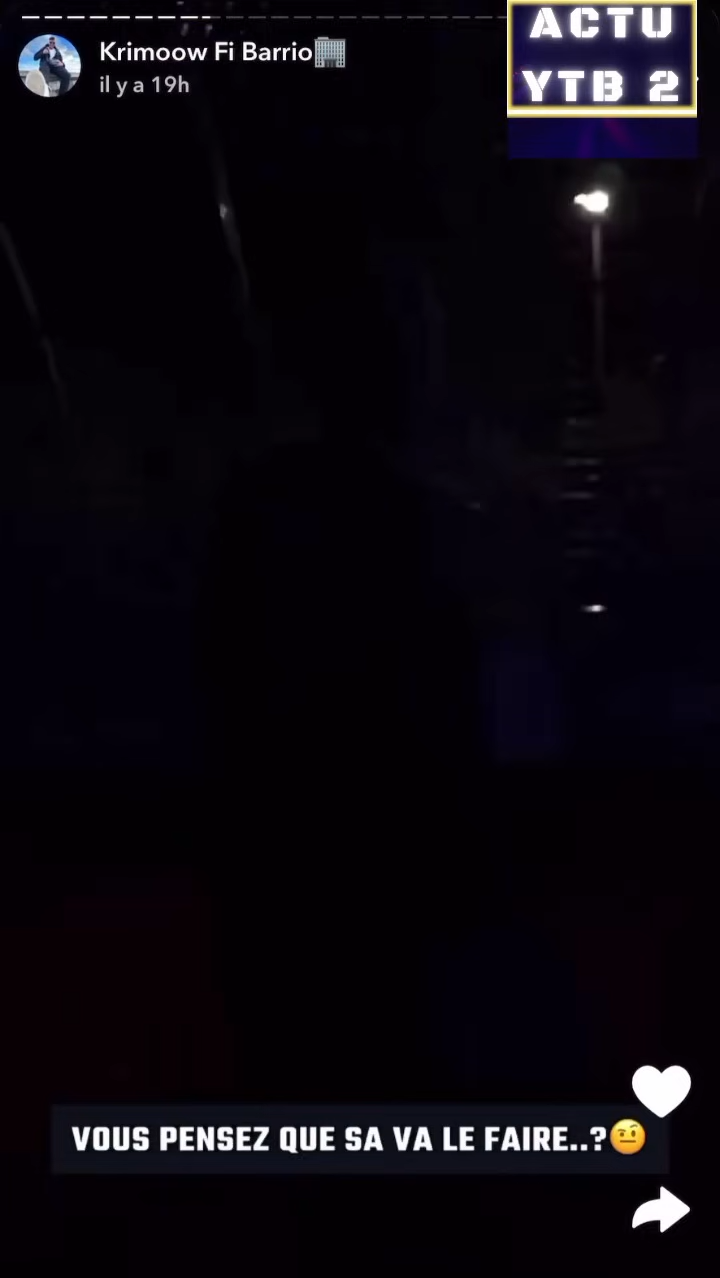 Krimoow Fi Barrio🏢
il y a 19h
ACTU
YTB 2
VOUS PENSEZ QUE SA VA LE FAIRE..?🤨